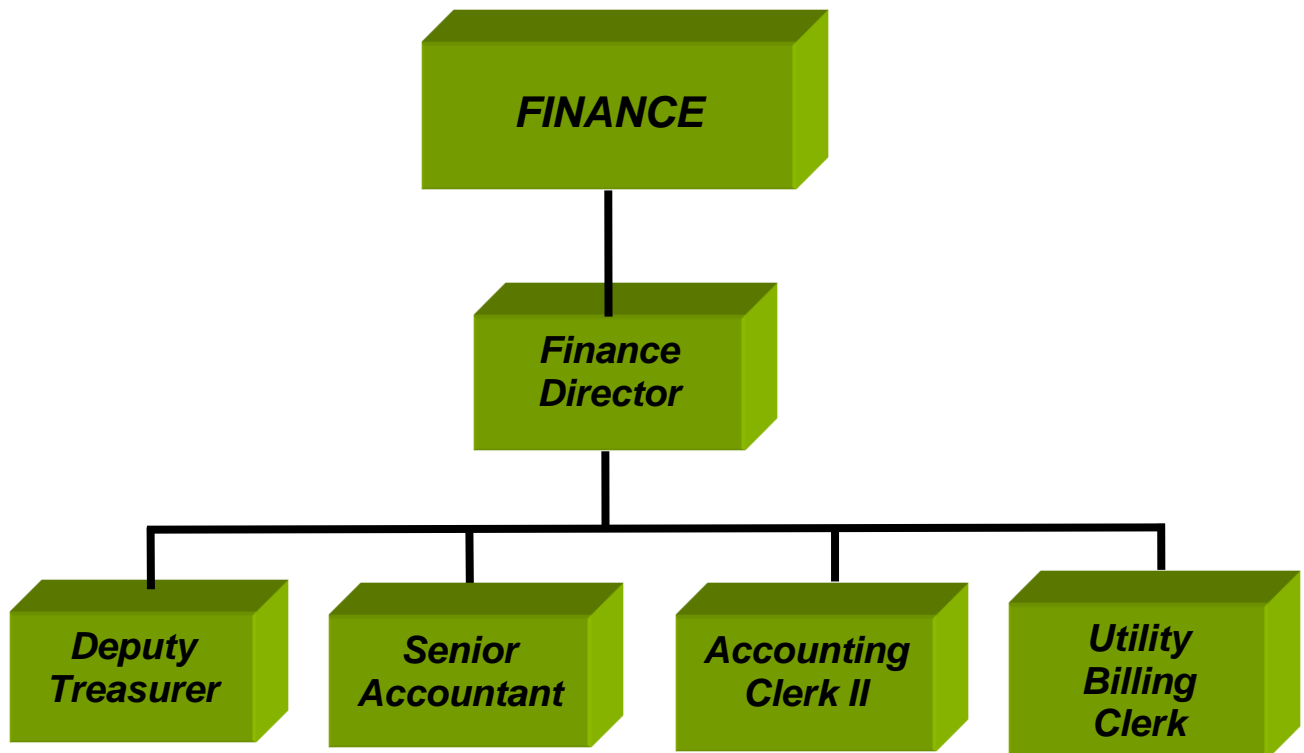 FINANCE
Finance
Director
Deputy
Treasurer
Senior
Accountant
Accounting
Clerk II
Utility
Billing
Clerk